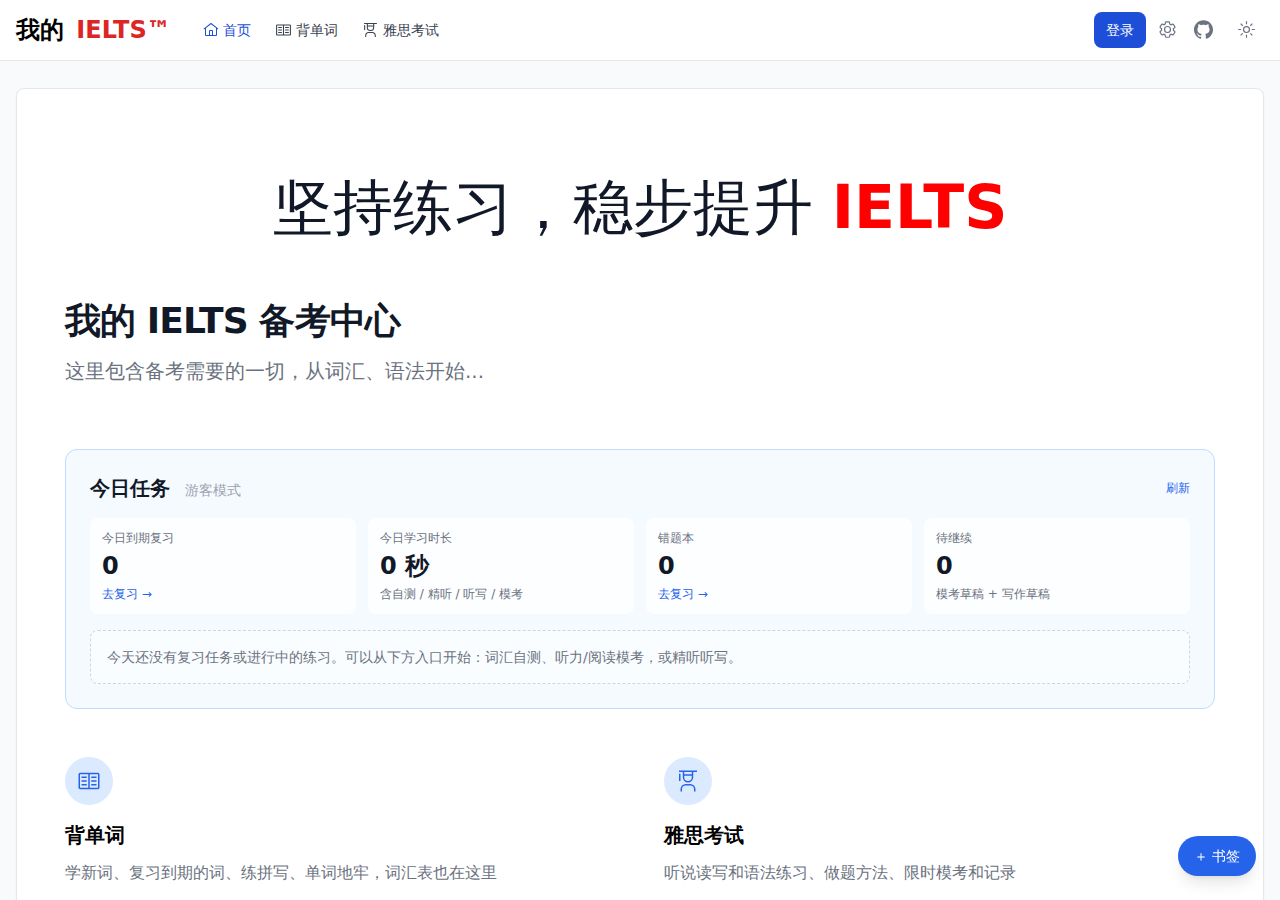 我的 IELTS™ 首页 背单词 雅思考试 登录
坚持练习，稳步提升 IELTS
我的 IELTS 备考中心
这里包含备考需要的一切，从词汇、语法开始...
今日任务 游客模式 刷新
今日到期复习 今日学习时长 错题本 待继续
0 0 秒 0 0
去复习 → 含自测 / 精听 / 听写 / 模考 去复习 → 模考草稿 + 写作草稿
今天还没有复习任务或进行中的练习。可以从下方入口开始：词汇自测、听力/阅读模考，或精听听写。
背单词 雅思考试
学新词、复习到期的词、练拼写、单词地牢，词汇表也在这里 听说读写和语法练习、做题方法、限时模考和记录
+ 书签